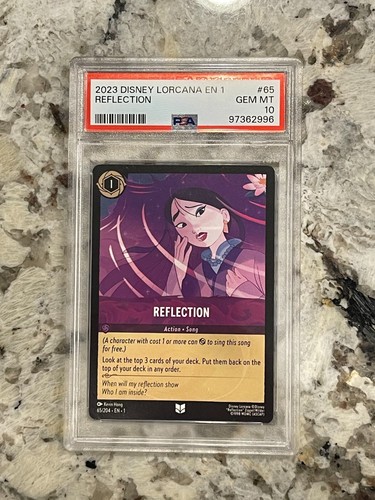 2023 DISNEY LORCANA EN 1 #65
REFLECTION GEM MT
10
PSA 97362996
1
REFLECTION
Action • Song
(A character with cost 1 or more can to sing this song
for free.)
Look at the top 3 cards of your deck. Put them back on
the top of your deck in any order.
When will my reflection show
Who I am inside?
Kevin Hong
65/204 • EN • 1
Disney Lorcana ©Disney